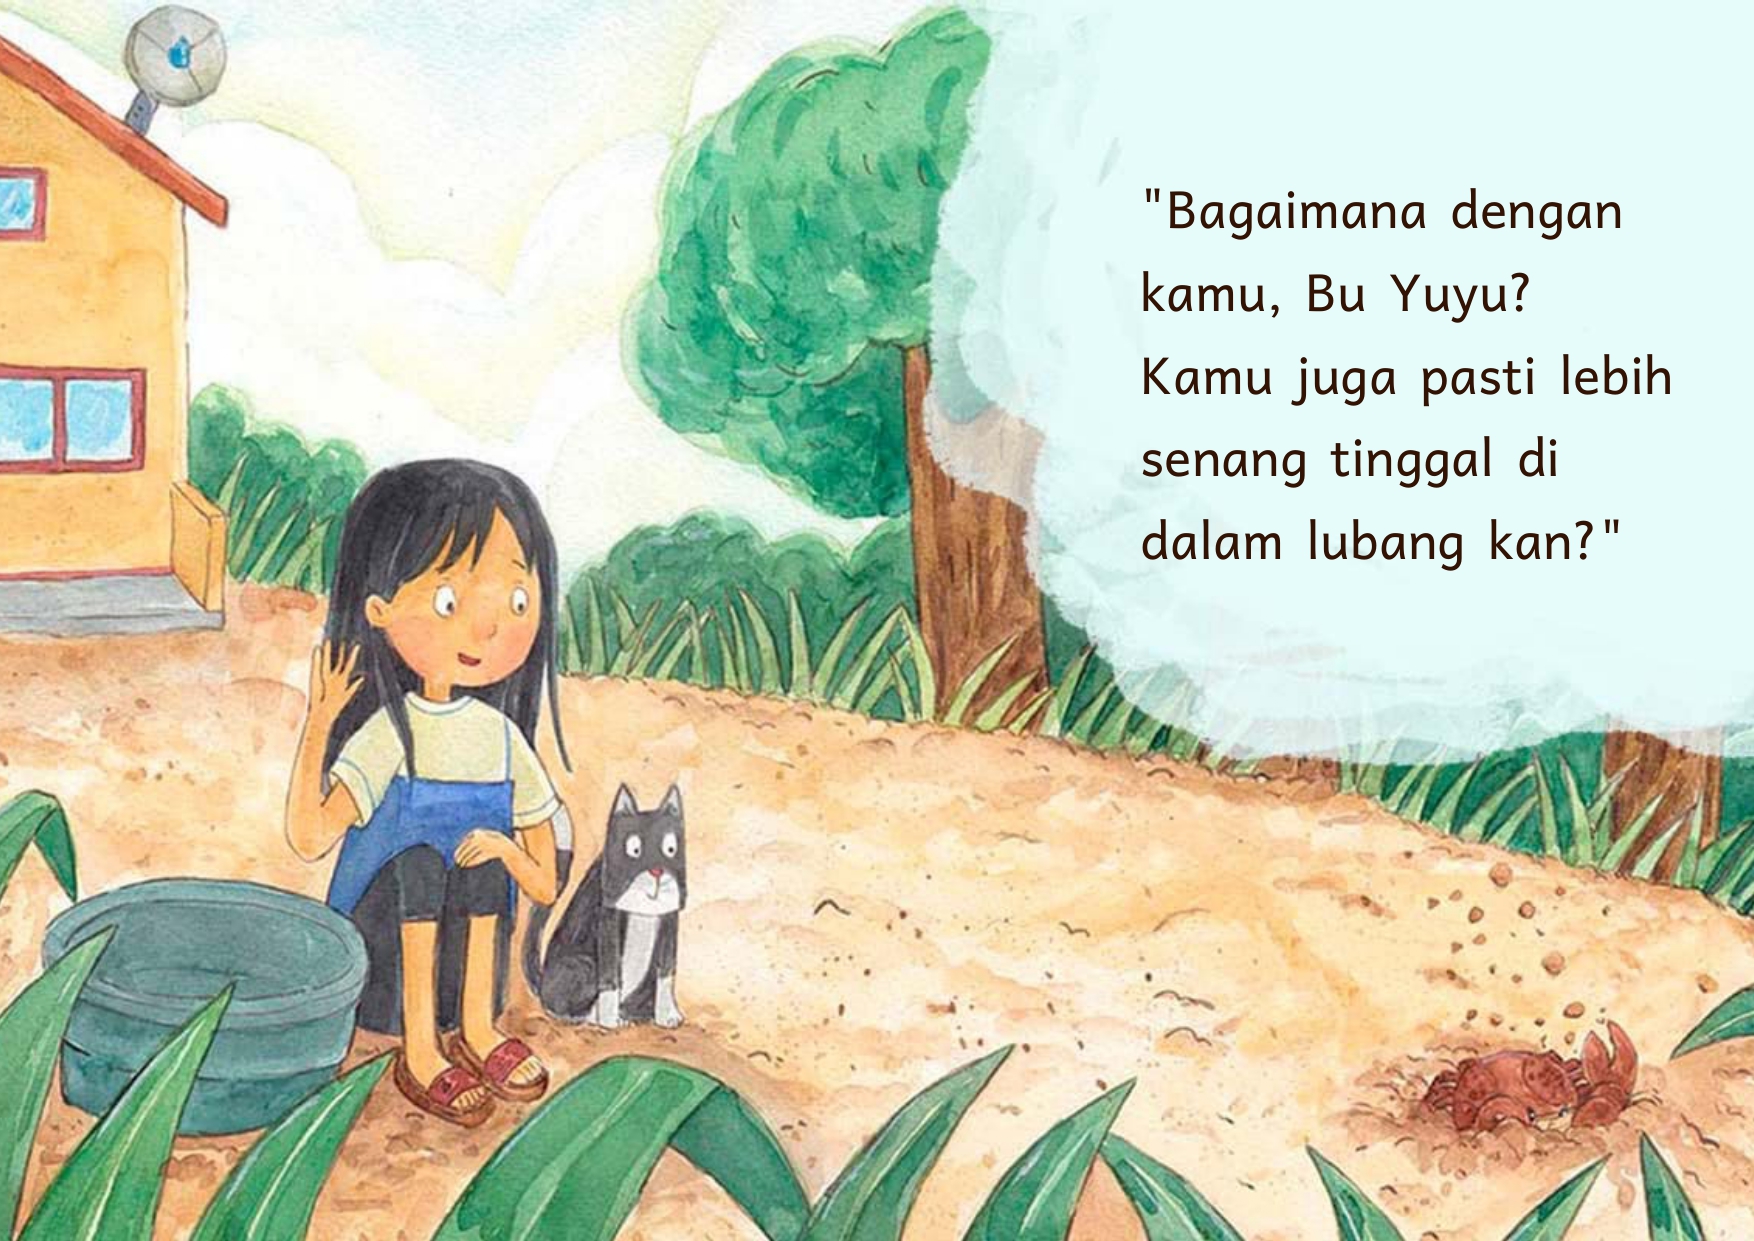 "Bagaimana dengan
kamu, Bu Yuyu?
Kamu juga pasti lebih
senang tinggal di
dalam lubang kan?"